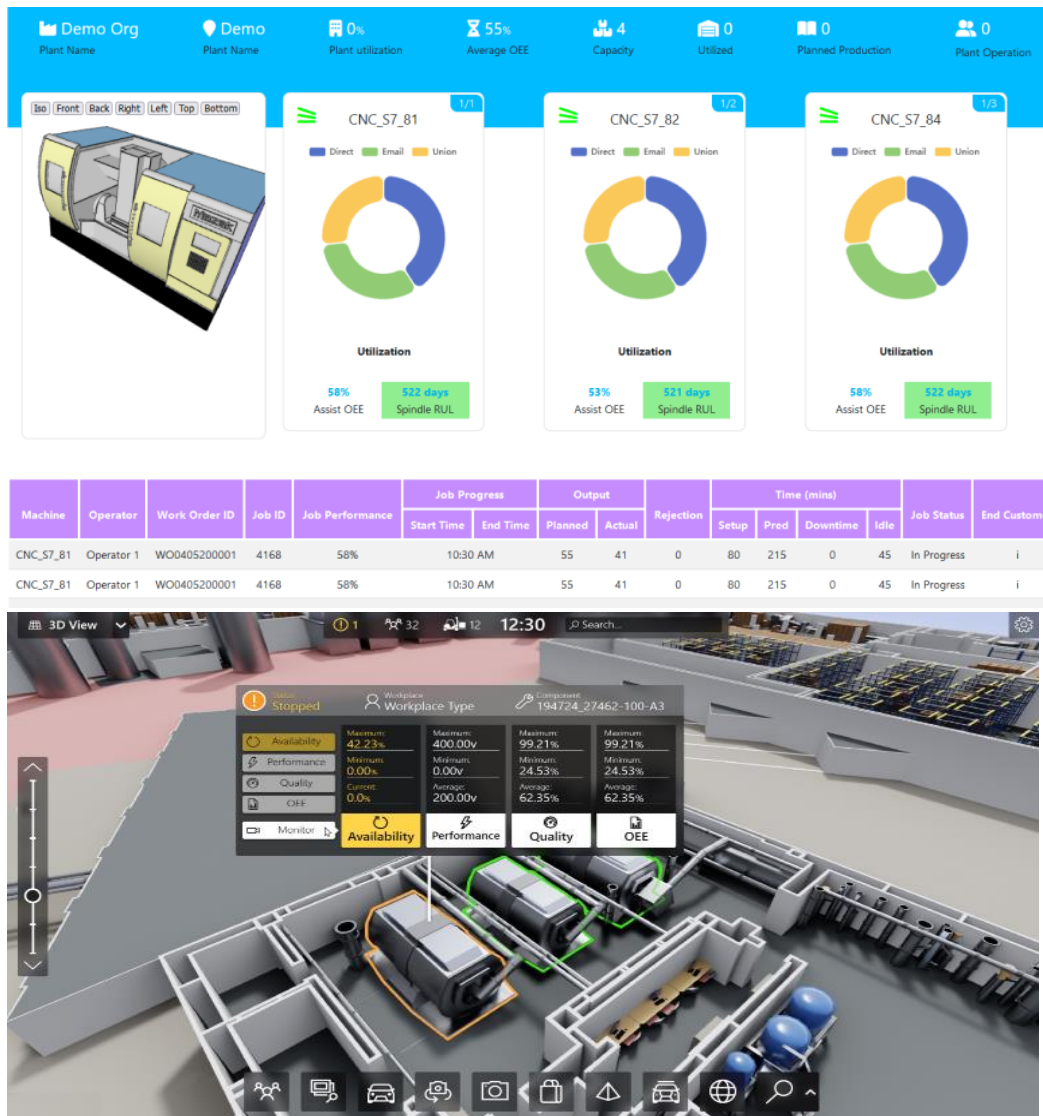 Demo Org
Plant Name
Demo
Plant Name
0%
Plant utilization
55%
Average OEE
4
Capacity
0
Utilized
0
Planned Production
0
Plant Operation
Iso Front Back Right Left Top Bottom
Mazak
1/1
CNC_S7_81
Direct Email Union
Utilization
58%
Assist OEE
522 days
Spindle RUL
1/2
CNC_S7_82
Direct Email Union
Utilization
53%
Assist OEE
521 days
Spindle RUL
1/3
CNC_S7_84
Direct Email Union
Utilization
58%
Assist OEE
522 days
Spindle RUL
Machine Operator Work Order ID Job ID Job Performance Job Progress Output Rejection Time (mins) Job Status End Custom
Start Time End Time Planned Actual Setup Pred Downtime Idle
CNC_S7_81 Operator 1 WO0405200001 4168 58% 10:30 AM 55 41 0 80 215 0 45 In Progress i
CNC_S7_81 Operator 1 WO0405200001 4168 58% 10:30 AM 55 41 0 80 215 0 45 In Progress i
3D View 1 32 12 12:30 Search...
Status
Stopped
Workplace
Workplace Type
Component
194724_27462-100-A3
Availability
Performance
Quality
OEE
Monitor
Maximum:
42.23%
Minimum:
0.00%
Current:
0.0%
Availability
Maximum:
400.00v
Minimum:
0.00v
Average:
200.00v
Performance
Maximum:
99.21%
Minimum:
24.53%
Average:
62.35%
Quality
Maximum:
99.21%
Minimum:
24.53%
Average:
62.35%
OEE